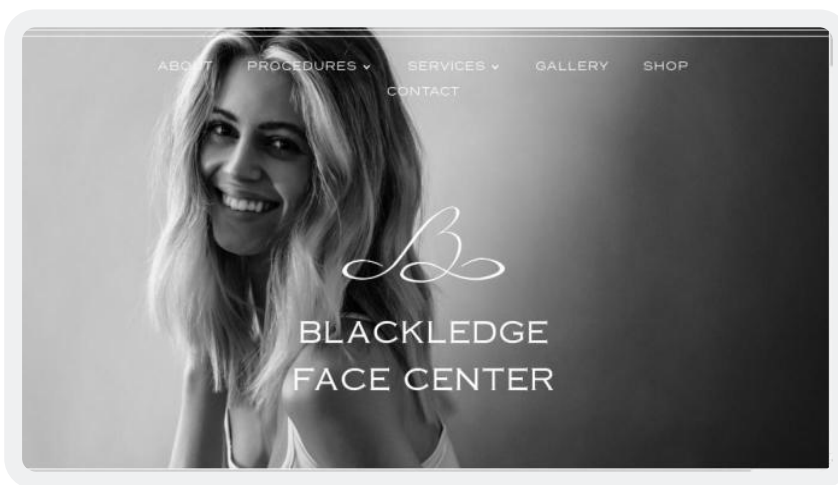 ABOUT PROCEDURES SERVICES GALLERY SHOP
CONTACT
B
BLACKLEDGE
FACE CENTER